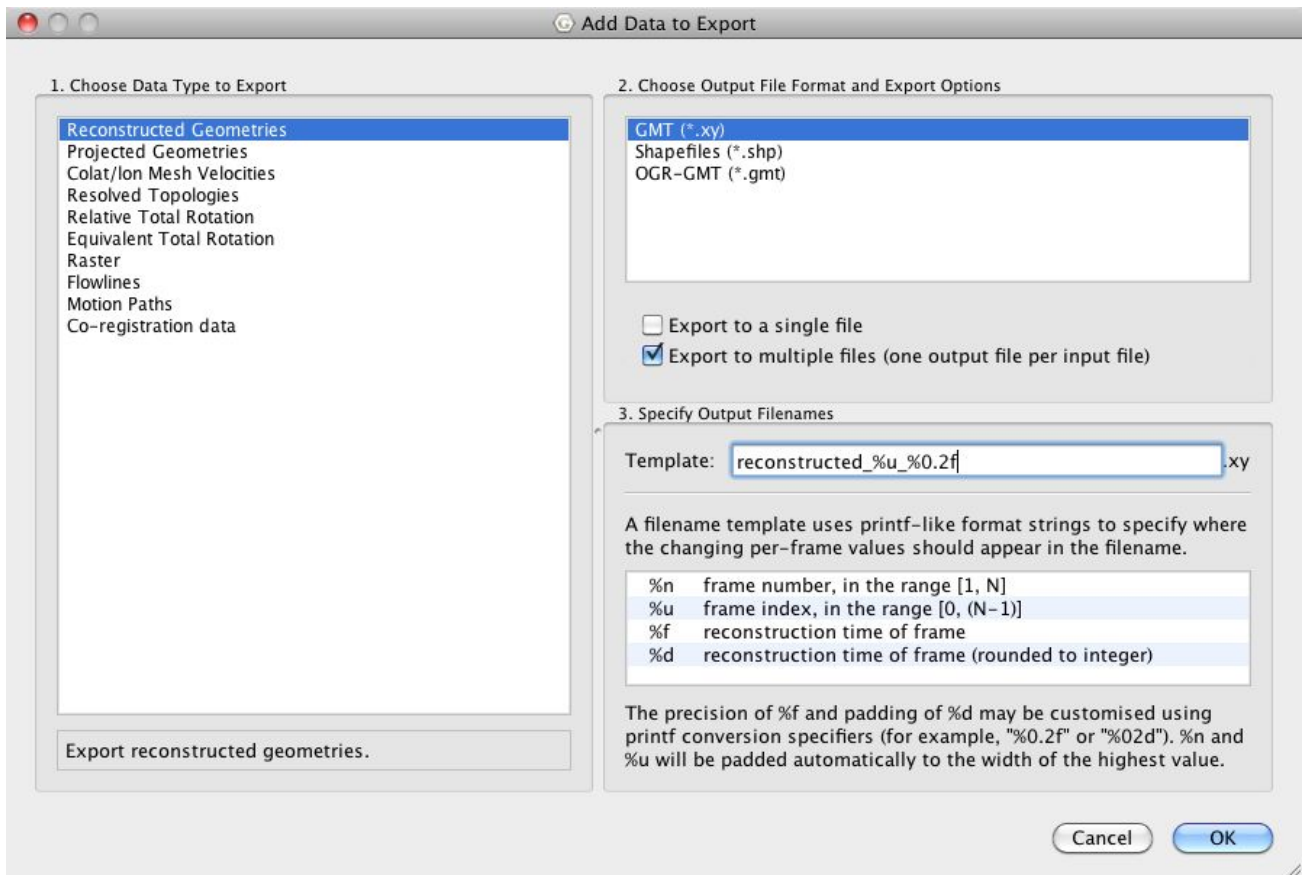 Add Data to Export
1. Choose Data Type to Export
Reconstructed Geometries
Projected Geometries
Colat/lon Mesh Velocities
Resolved Topologies
Relative Total Rotation
Equivalent Total Rotation
Raster
Flowlines
Motion Paths
Co-registration data
Export reconstructed geometries.
2. Choose Output File Format and Export Options
GMT (*.xy)
Shapefiles (*.shp)
OGR-GMT (*.gmt)
Export to a single file
Export to multiple files (one output file per input file)
3. Specify Output Filenames
Template: reconstructed_%u_%0.2f .xy
A filename template uses printf-like format strings to specify where
the changing per-frame values should appear in the filename.
%n frame number, in the range [1, N]
%u frame index, in the range [0, (N-1)]
%f reconstruction time of frame
%d reconstruction time of frame (rounded to integer)
The precision of %f and padding of %d may be customised using
printf conversion specifiers (for example, "%0.2f" or "%02d"). %n and
%u will be padded automatically to the width of the highest value.
Cancel OK